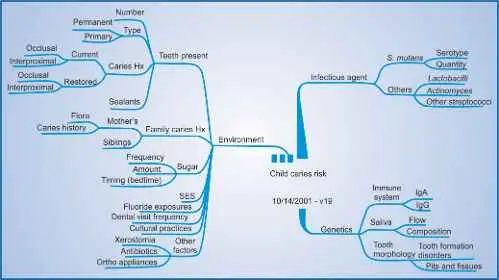 Number
Permanent
Type
Primary
Teeth present
Occlusal
Current
Interproximal
Caries Hx
Occlusal
Restored
Interproximal
Sealants
Flora
Mother's
Caries history
Family caries Hx
Siblings
Environment
Frequency
Amount
Sugar
Timing (bedtime)
SES
Fluoride exposures
Dental visit frequency
Cultural practices
Xerostomia
Other
factors
Antibiotics
Ortho appliances
Child caries risk
10/14/2001 - v19
Infectious agent
S. mutans
Serotype
Quantity
Others
Lactobacilli
Actinomyces
Other streptococci
Genetics
Immune
system
IgA
IgG
Saliva
Flow
Composition
Tooth
morphology
Tooth formation
disorders
Pits and fissues